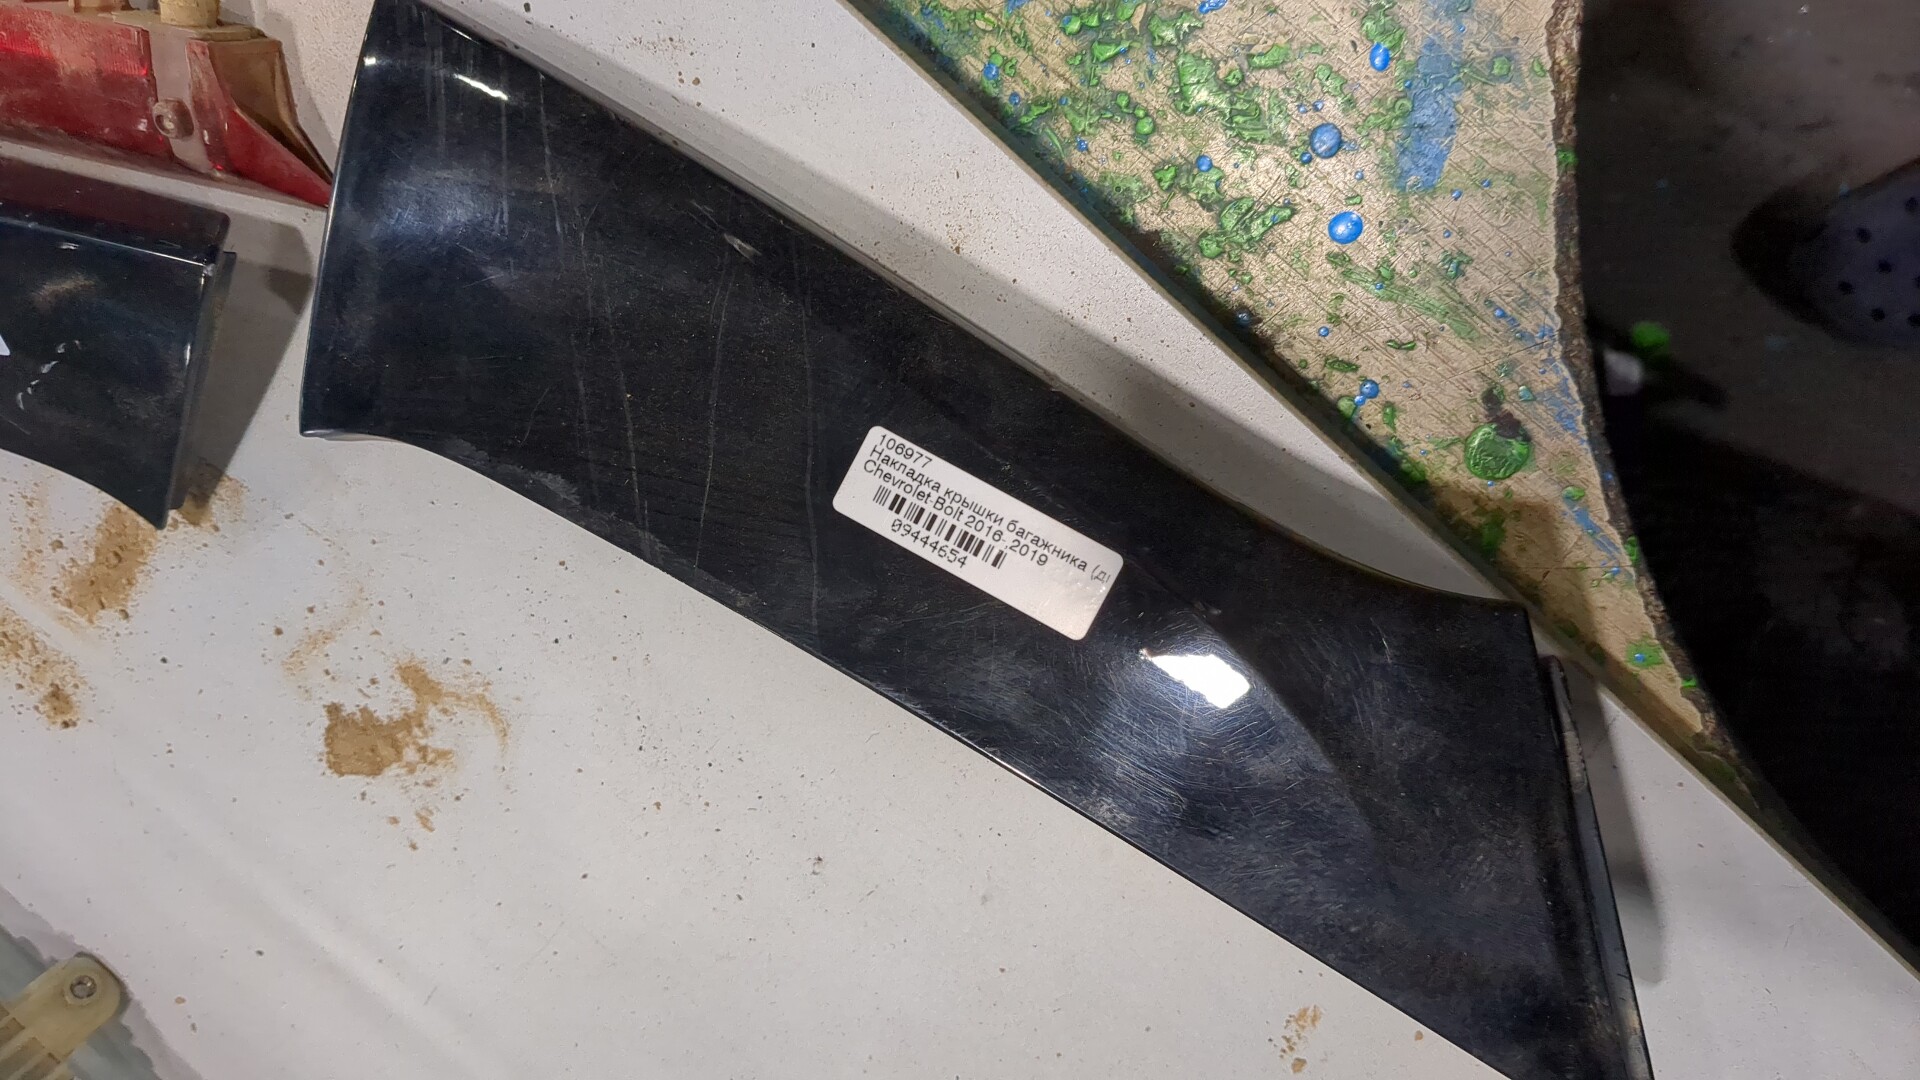 106977
Накладка крышки багажника (д
Chevrolet Bolt 2016-2019
09444654